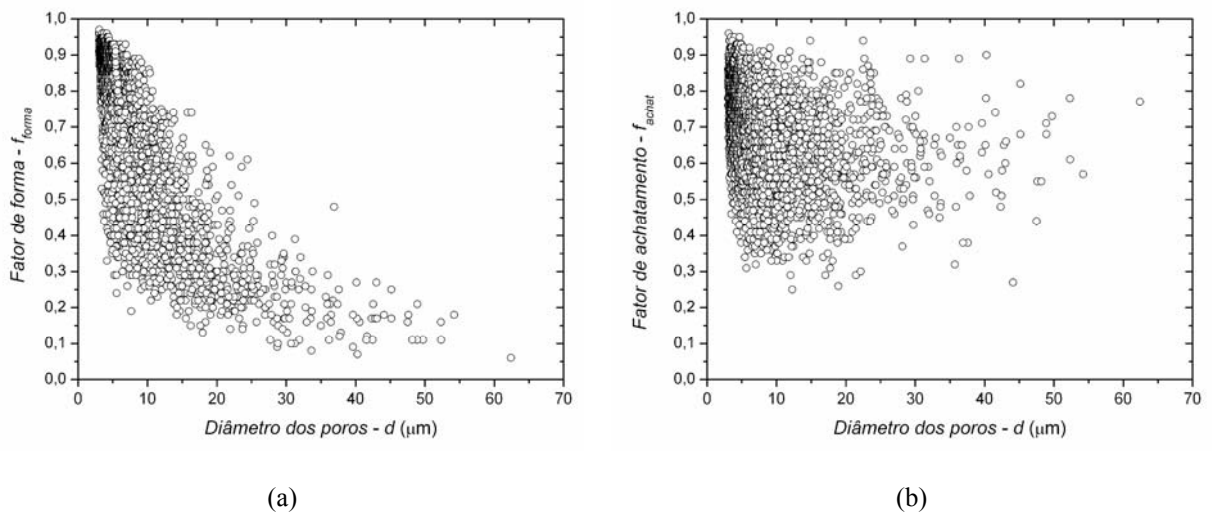 1,0
0,9
0,8
0,7
0,6
0,5
0,4
0,3
0,2
0,1
0,0
Fator de forma - f_forma
0 10 20 30 40 50 60 70
Diâmetro dos poros - d (μm)
(a)
1,0
0,9
0,8
0,7
0,6
0,5
0,4
0,3
0,2
0,1
0,0
Fator de achatamento - f_achat
0 10 20 30 40 50 60 70
Diâmetro dos poros - d (μm)
(b)